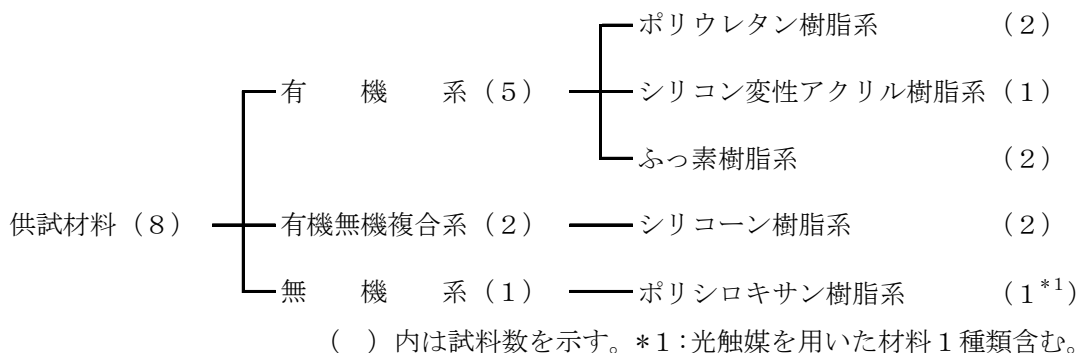 ポリウレタン樹脂系 （２）
有　機　系（５） シリコン変性アクリル樹脂系（１）
ふっ素樹脂系 （２）
供試材料（８） 有機無機複合系（２） シリコーン樹脂系 （２）
無　機　系（１） ポリシロキサン樹脂系 （１*1）
（　）内は試料数を示す。＊１：光触媒を用いた材料１種類含む。